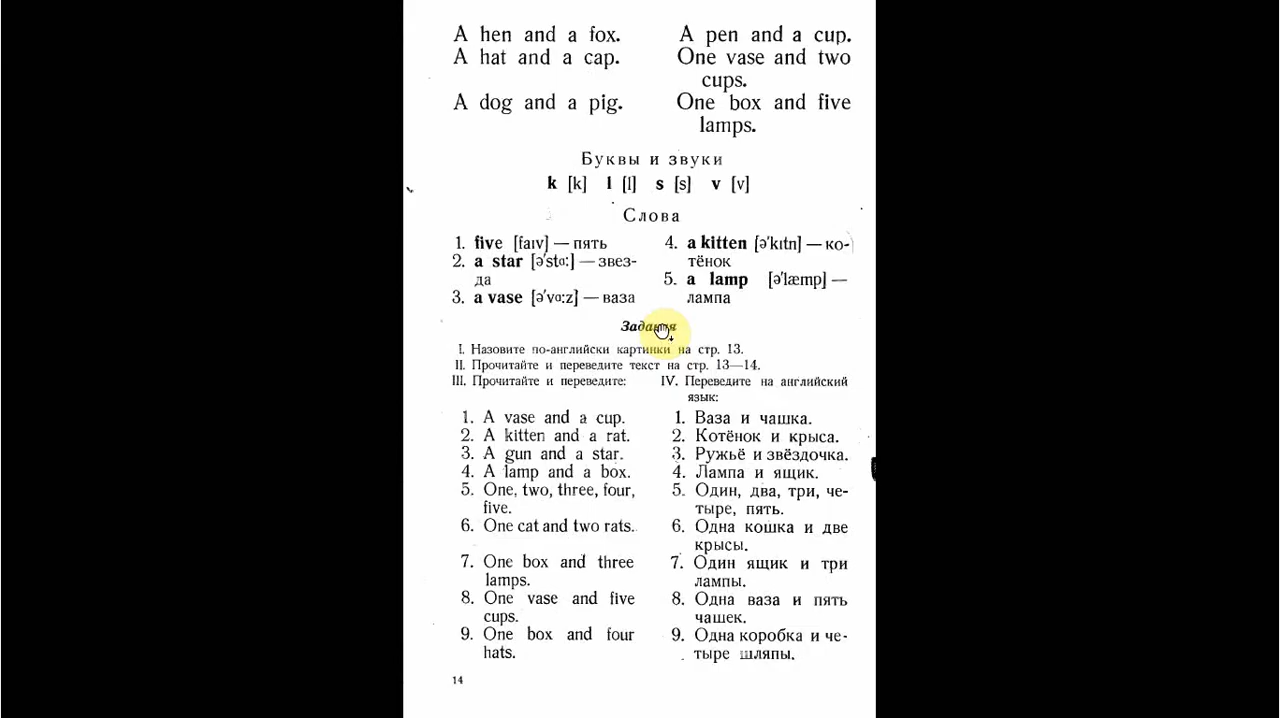 A hen and a fox.
A hat and a cap.
A dog and a pig.
A pen and a cup.
One vase and two
cups.
One box and five
lamps.
Буквы и звуки
k [k] l [l] s [s] v [v]
Слова
1. five [faɪv] — пять
2. a star [ə'stɑ:] — звез-
да
3. a vase [ə'vɑ:z] — ваза
4. a kitten [ə'kɪtn] — ко-
тёнок
5. a lamp [ə'læmp] —
лампа
Задания
I. Назовите по-английски картинки на стр. 13.
II. Прочитайте и переведите текст на стр. 13—14.
III. Прочитайте и переведите:
1. A vase and a cup.
2. A kitten and a rat.
3. A gun and a star.
4. A lamp and a box.
5. One, two, three, four,
five.
6. One cat and two rats.
7. One box and three
lamps.
8. One vase and five
cups.
9. One box and four
hats.
IV. Переведите на английский
язык:
1. Ваза и чашка.
2. Котёнок и крыса.
3. Ружьё и звёздочка.
4. Лампа и ящик.
5. Один, два, три, че-
тыре, пять.
6. Одна кошка и две
крысы.
7. Один ящик и три
лампы.
8. Одна ваза и пять
чашек.
9. Одна коробка и че-
тыре шляпы.
14